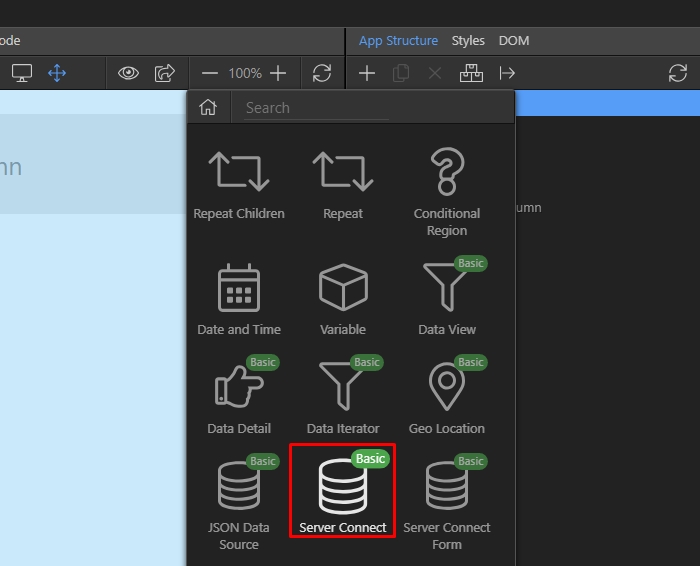 ode
App Structure Styles DOM
100%
Search
nn
Repeat Children
Repeat
Conditional
Region
umn
Date and Time
Variable
Basic
Data View
Basic
Data Detail
Basic
Data Iterator
Basic
Geo Location
Basic
JSON Data
Source
Basic
Server Connect
Basic
Server Connect
Form